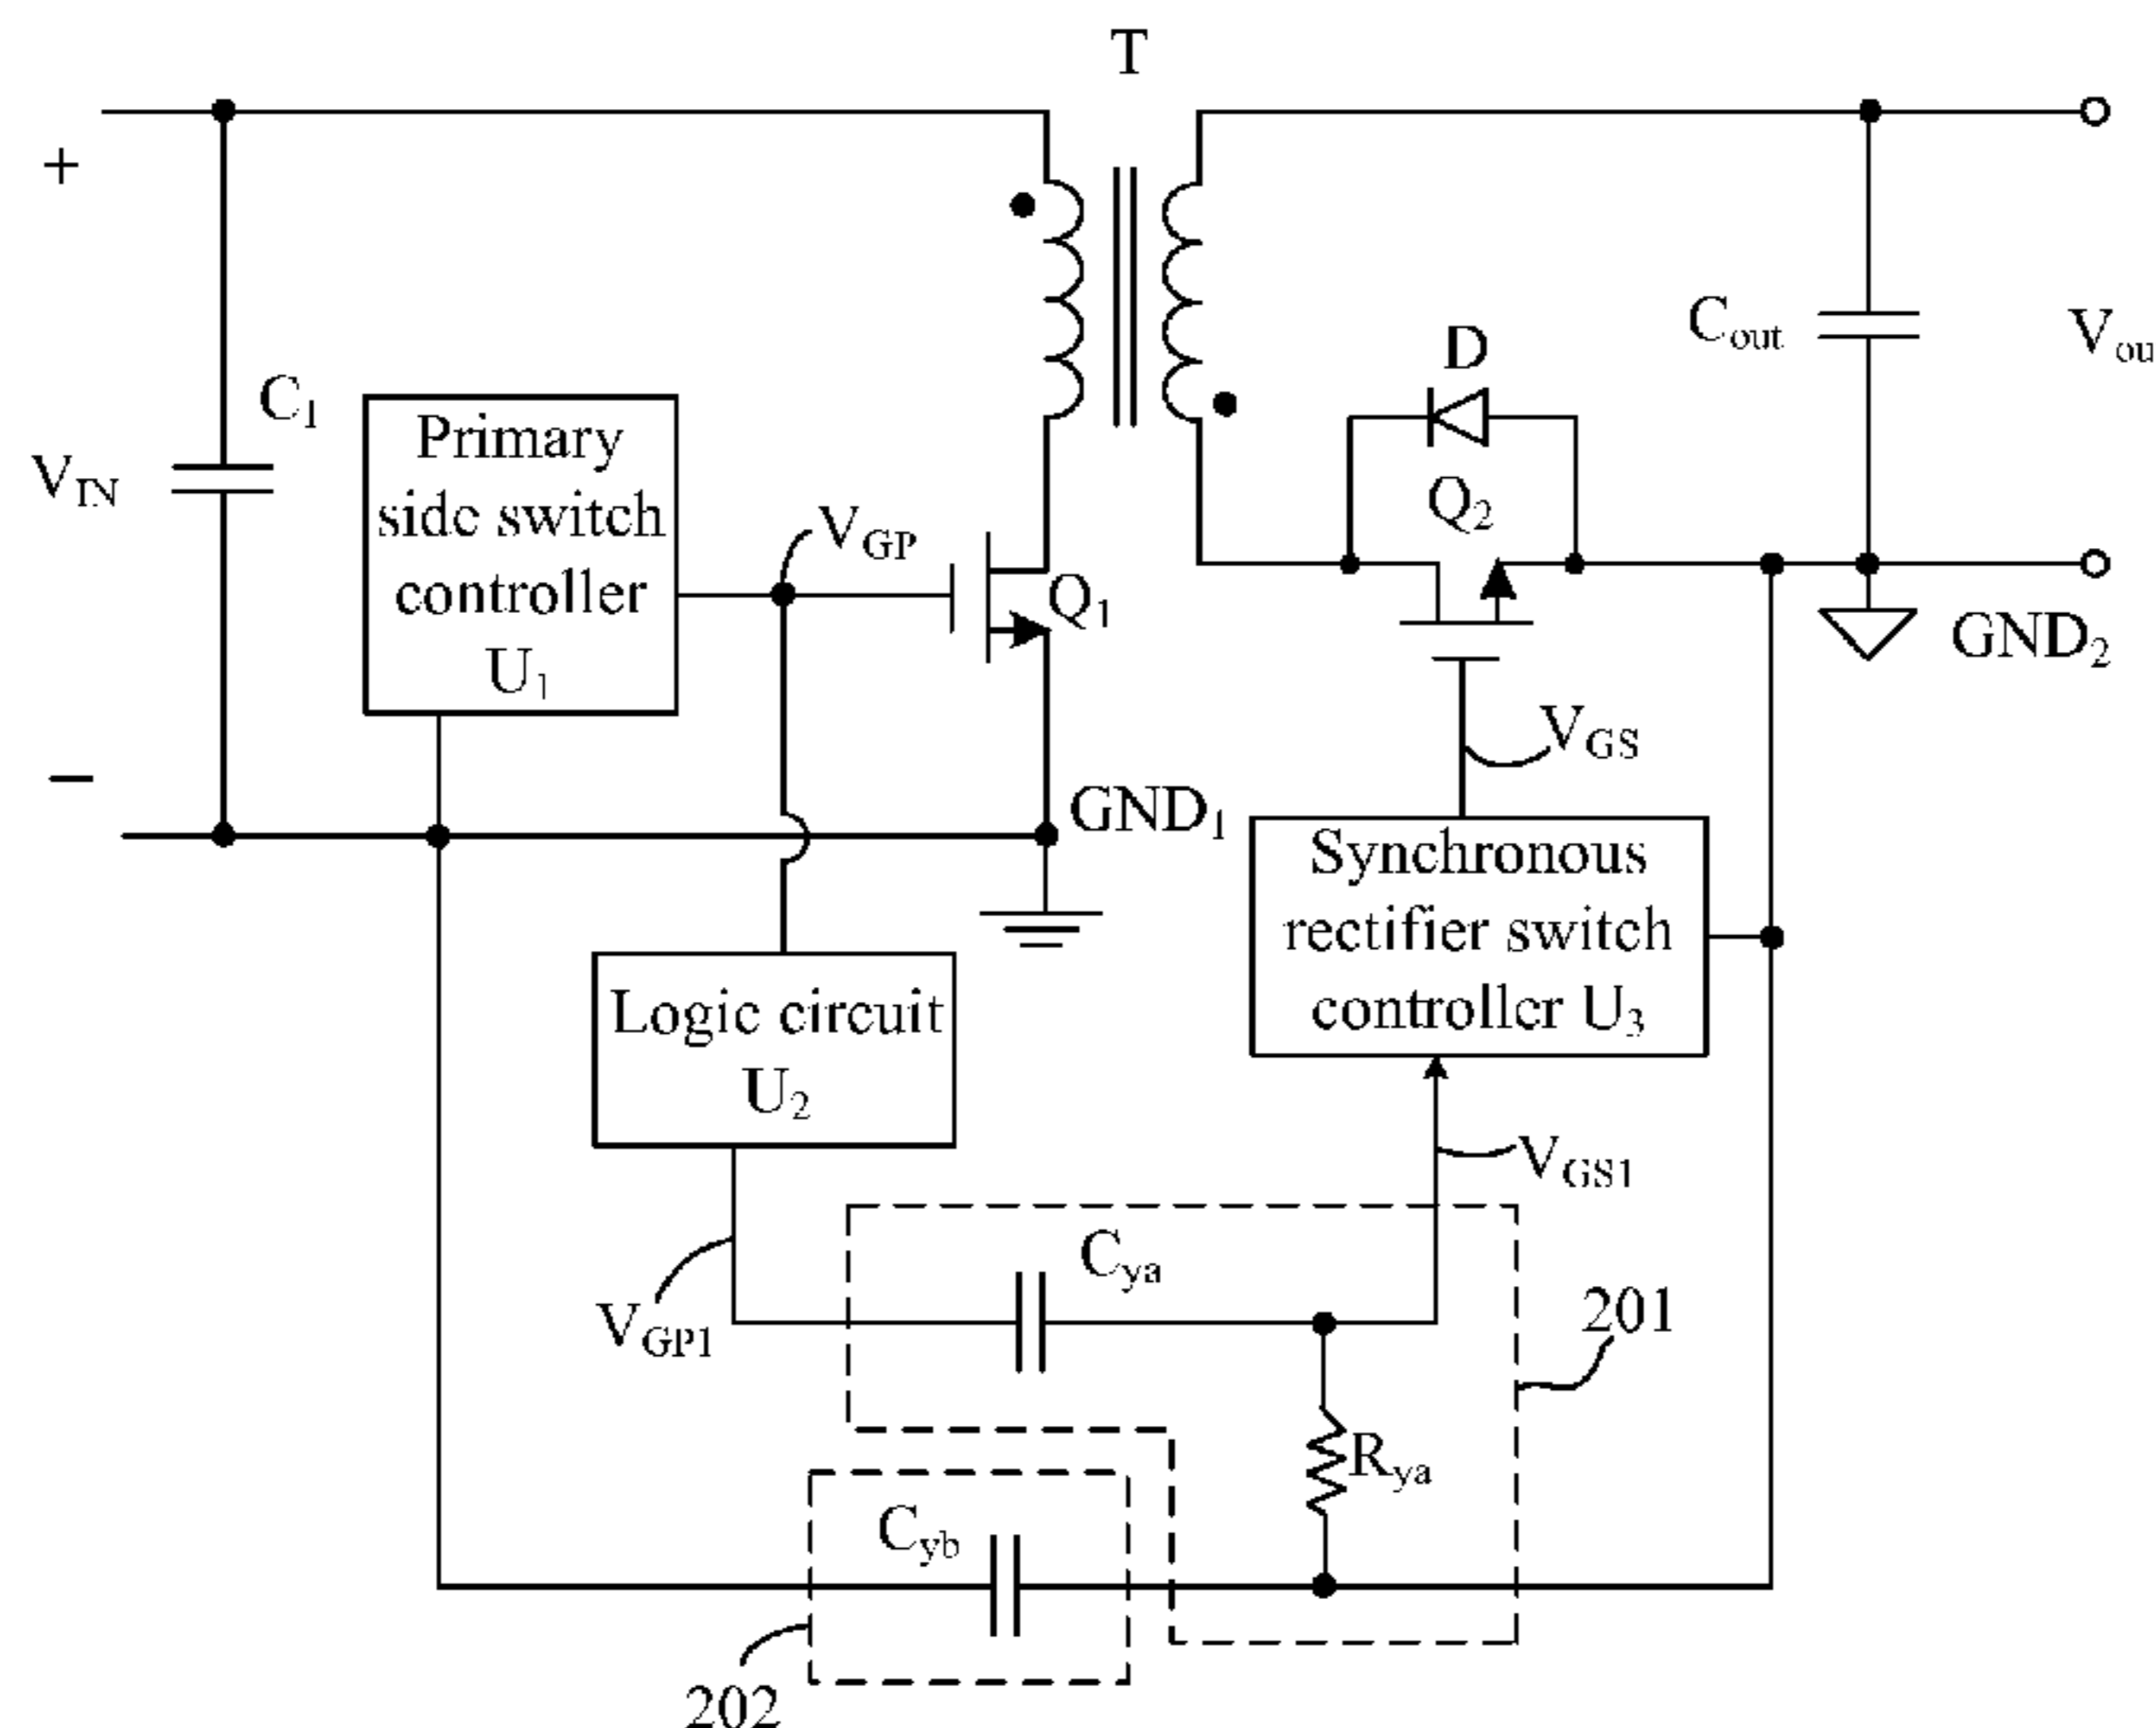 T
+
C1
VIN
Primary
side switch
controller
U1
VGP
Q1
D
Q2
Cout
Vou
GND2
VGS
−
GND1
Synchronous
rectifier switch
controller U3
Logic circuit
U2
VGS1
VGP1
Cya
201
Rya
Cyb
202